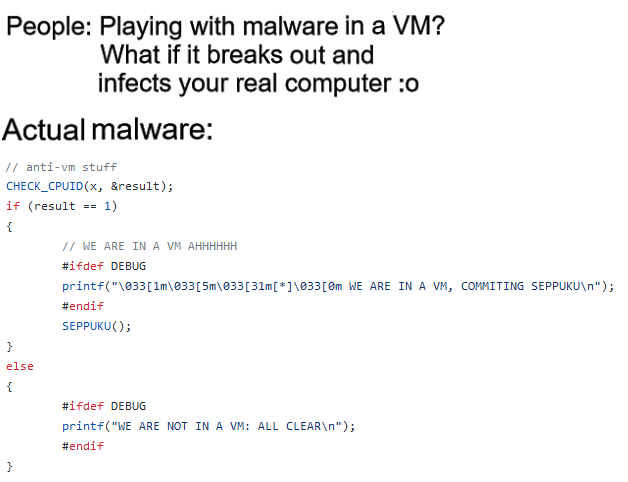 People: Playing with malware in a VM?
What if it breaks out and
infects your real computer :o
Actual malware:
// anti-vm stuff
CHECK_CPUID(x, &result);
if (result == 1)
{
// WE ARE IN A VM AHHHHHH
#ifdef DEBUG
printf("\033[1m\033[5m\033[31m[*]\033[0m WE ARE IN A VM, COMMITING SEPPUKU\n");
#endif
SEPPUKU();
}
else
{
#ifdef DEBUG
printf("WE ARE NOT IN A VM: ALL CLEAR\n");
#endif
}